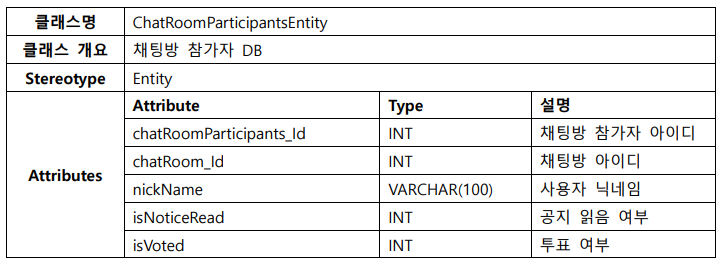 클래스명 ChatRoomParticipantsEntity
클래스 개요 채팅방 참가자 DB
Stereotype Entity
Attributes
Attribute Type 설명
chatRoomParticipants_Id INT 채팅방 참가자 아이디
chatRoom_Id INT 채팅방 아이디
nickName VARCHAR(100) 사용자 닉네임
isNoticeRead INT 공지 읽음 여부
isVoted INT 투표 여부